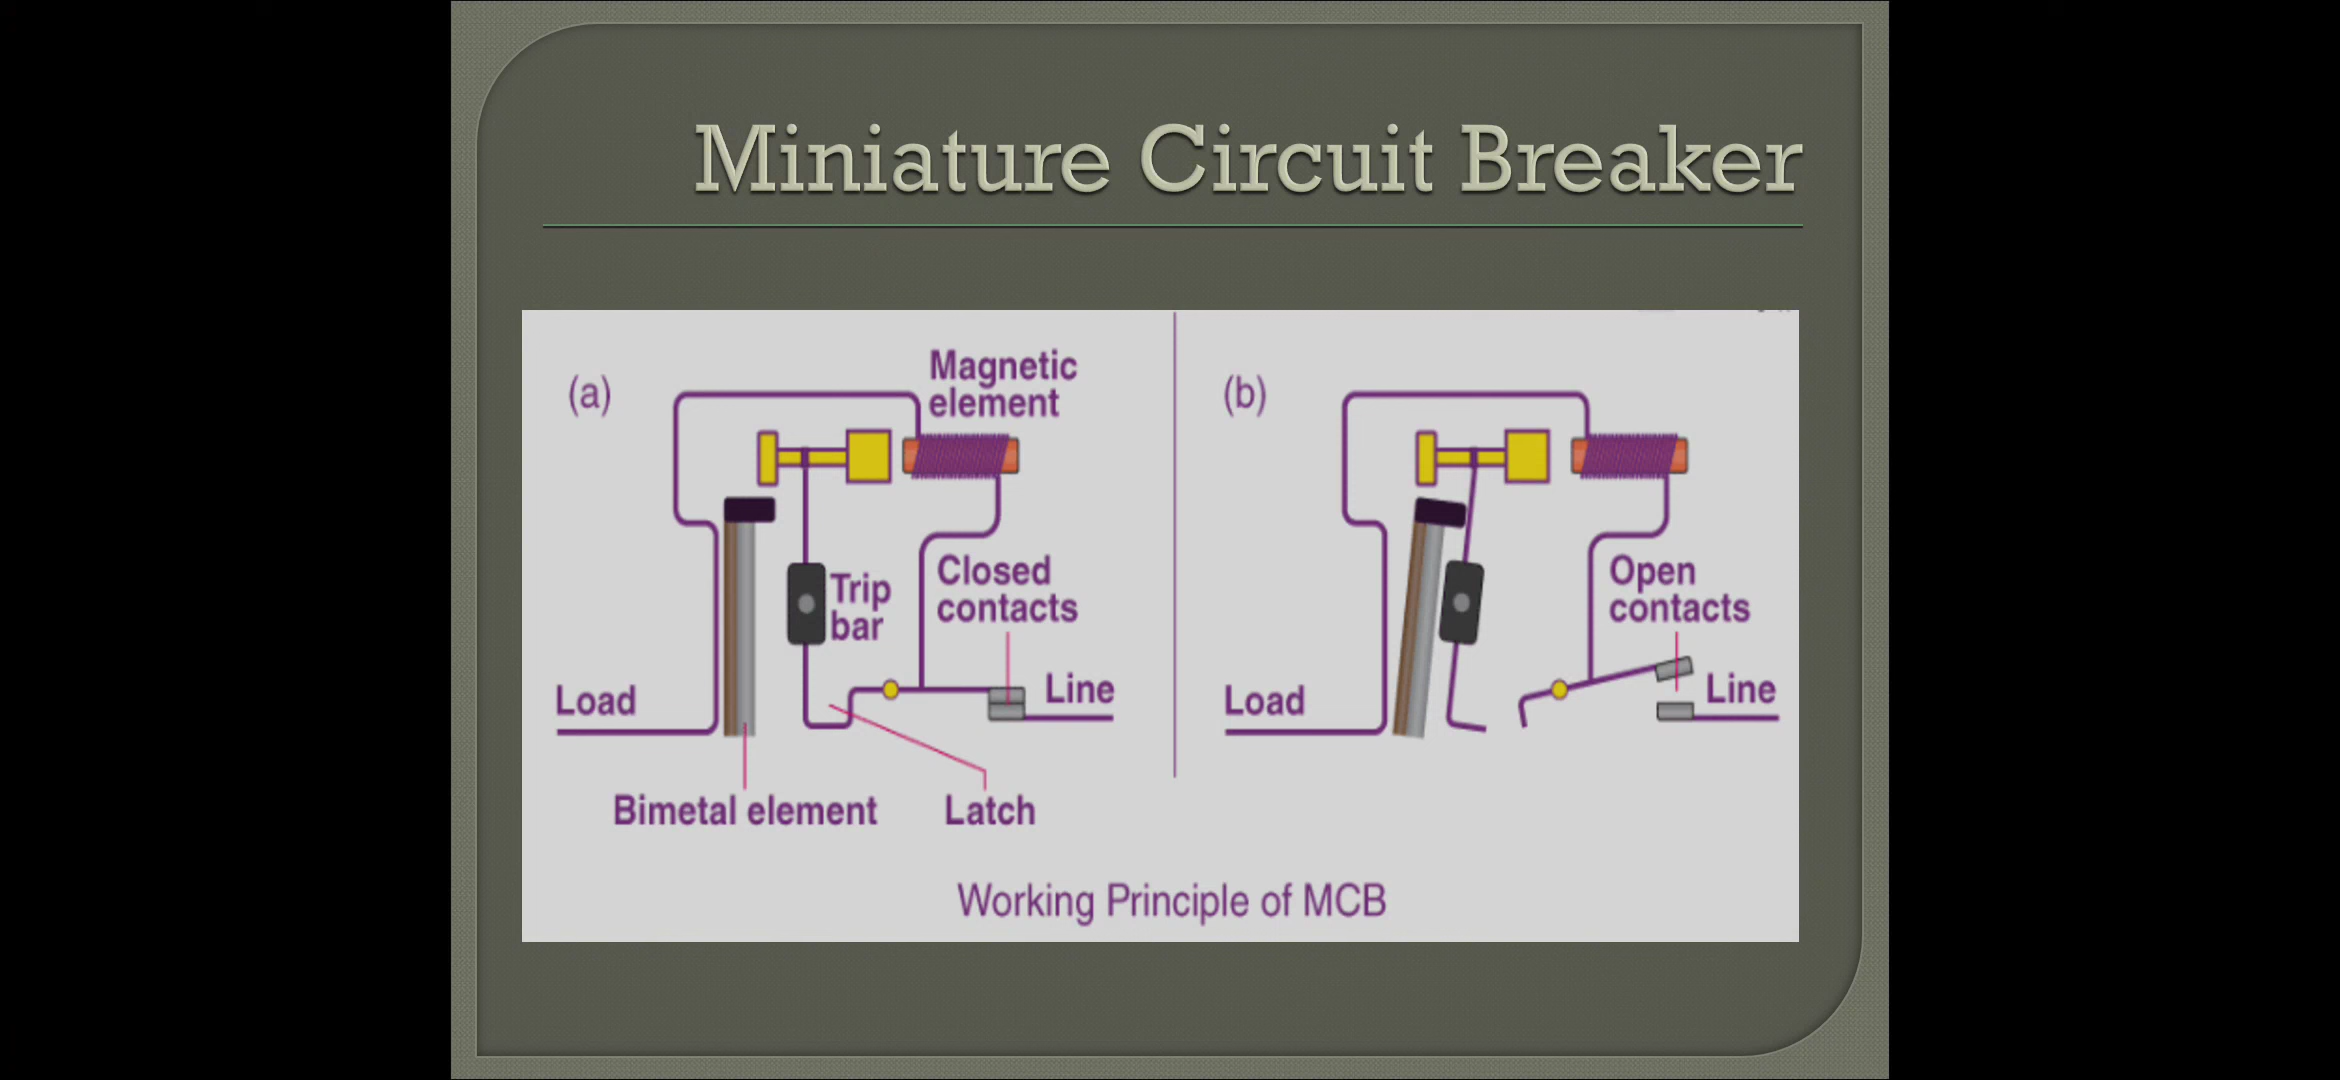 Miniature Circuit Breaker
(a)
Magnetic
element
Trip
bar
Closed
contacts
Load
Line
Bimetal element
Latch
(b)
Open
contacts
Load
Line
Working Principle of MCB